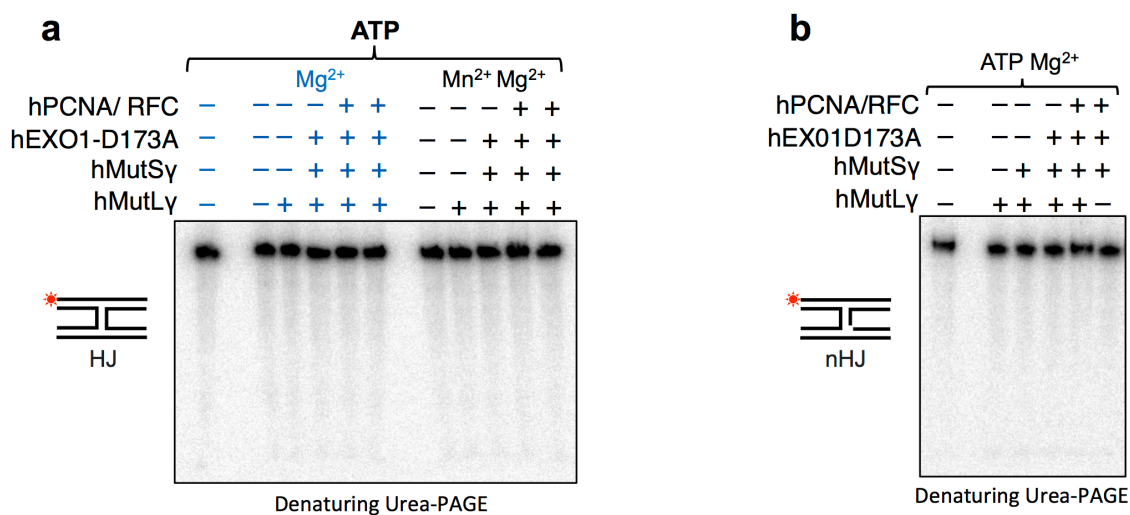 a
ATP
Mg²⁺ Mn²⁺ Mg²⁺
hPCNA/ RFC − − − − + + − − − + +
hEXO1-D173A − − − + + + − − + + +
hMutSγ − − − + + + − − + + +
hMutLγ − − + + + + − + + + +
HJ
Denaturing Urea-PAGE
b
ATP Mg²⁺
hPCNA/RFC − − − − + +
hEX01D173A − − − + + +
hMutSγ − − + + + +
hMutLγ − + + + + −
nHJ
Denaturing Urea-PAGE